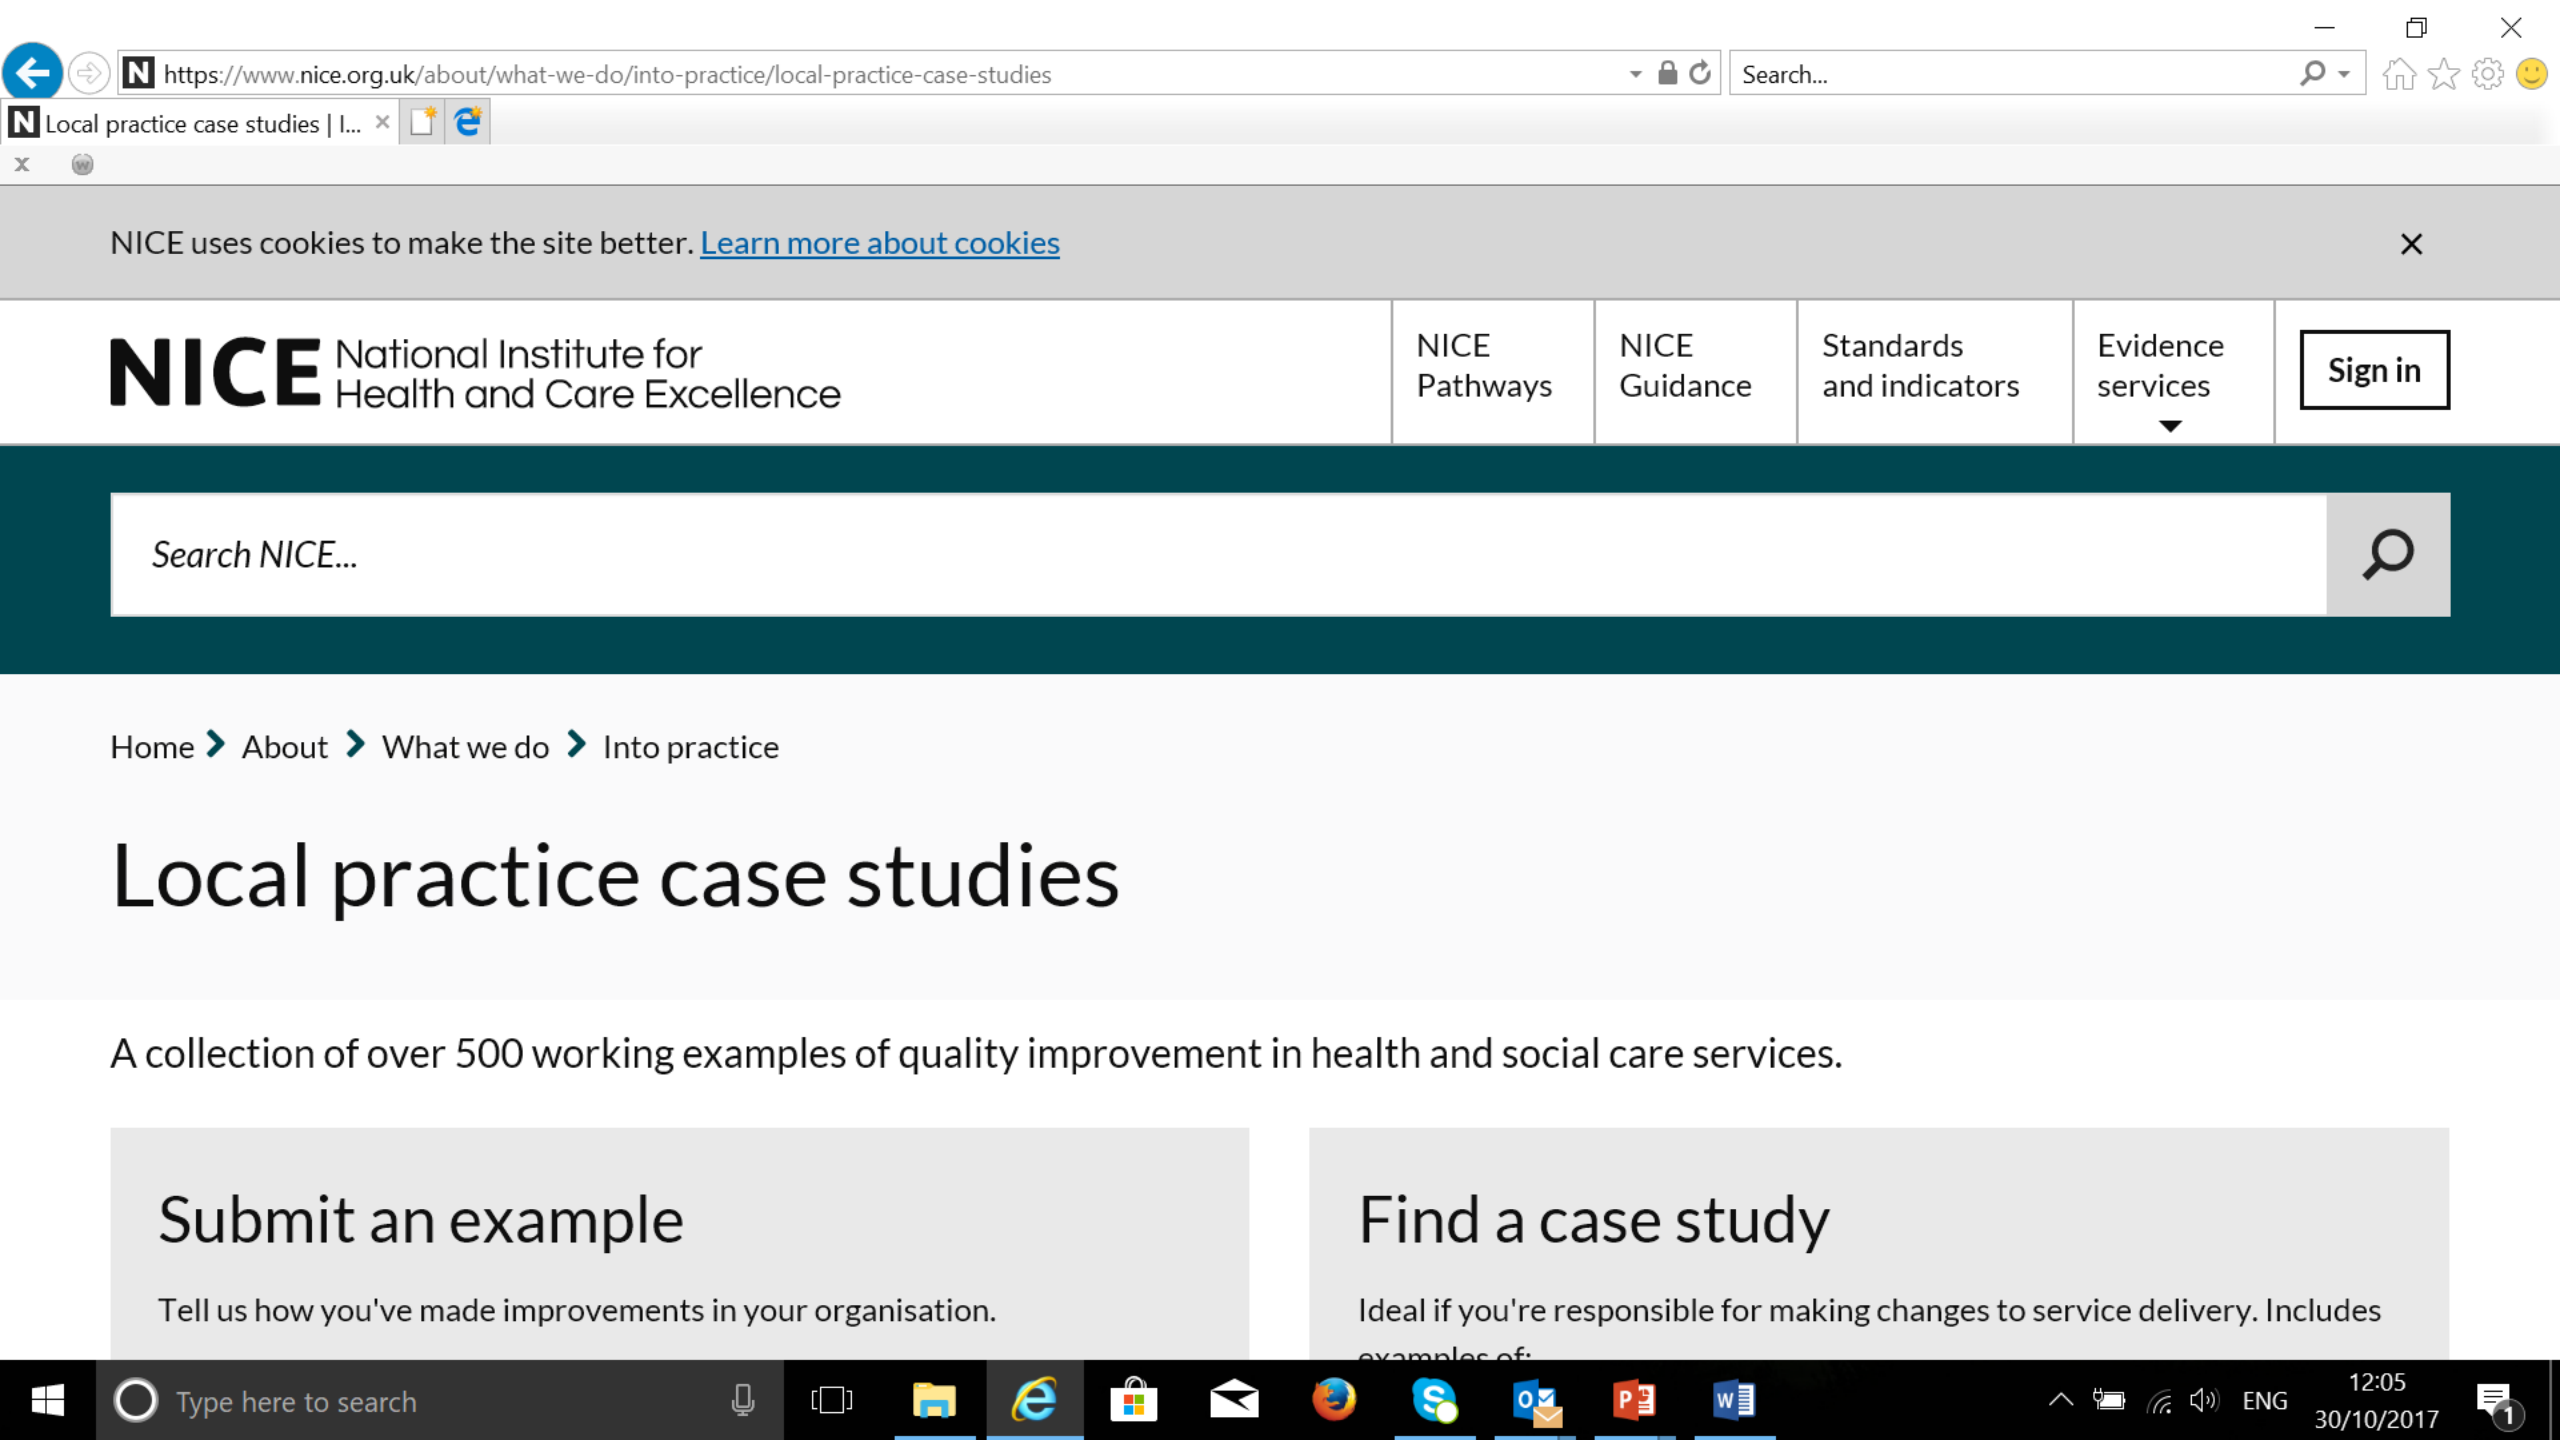 https://www.nice.org.uk/about/what-we-do/into-practice/local-practice-case-studies
Search...
Local practice case studies | I...
NICE uses cookies to make the site better. Learn more about cookies
NICE National Institute for
Health and Care Excellence
NICE
Pathways
NICE
Guidance
Standards
and indicators
Evidence
services
Sign in
Search NICE...
Home About What we do Into practice
Local practice case studies
A collection of over 500 working examples of quality improvement in health and social care services.
Submit an example
Tell us how you've made improvements in your organisation.
Find a case study
Ideal if you're responsible for making changes to service delivery. Includes
examples of:
Type here to search
ENG
12:05
30/10/2017
1